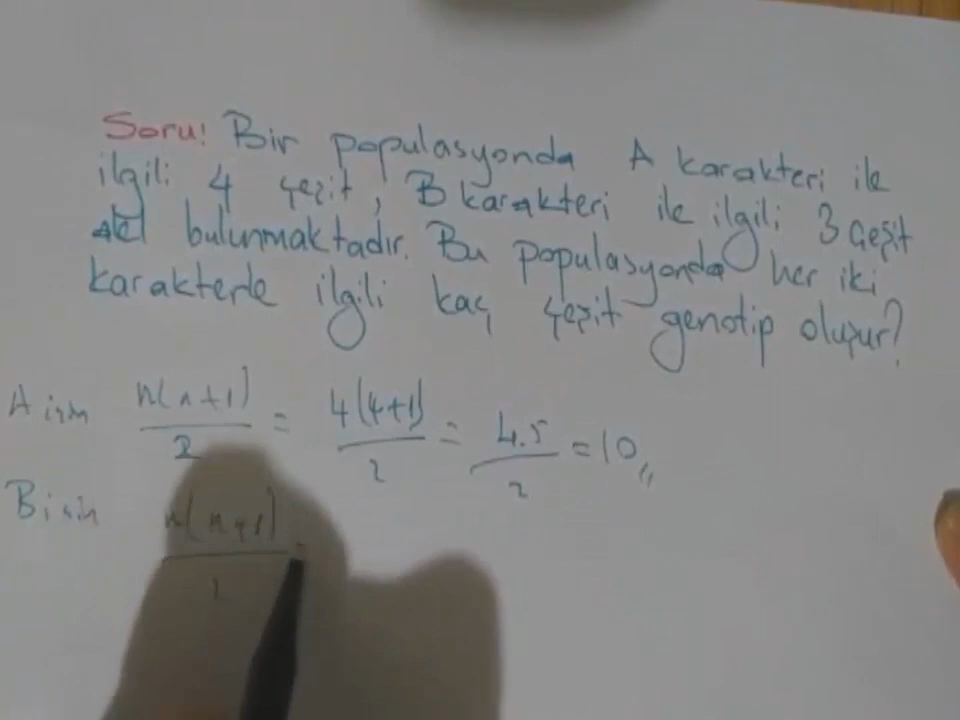 Soru! Bir populasyonda A karakteri ile
ilgili 4 çeşit, B karakteri ile ilgili 3 çeşit
alel bulunmaktadır. Bu populasyonda her iki
karakterle ilgili kaç çeşit genotip oluşur?
A için n(n+1)/2 = 4(4+1)/2 = 4.5/2 = 10,,
B için n(n+1)/2 =